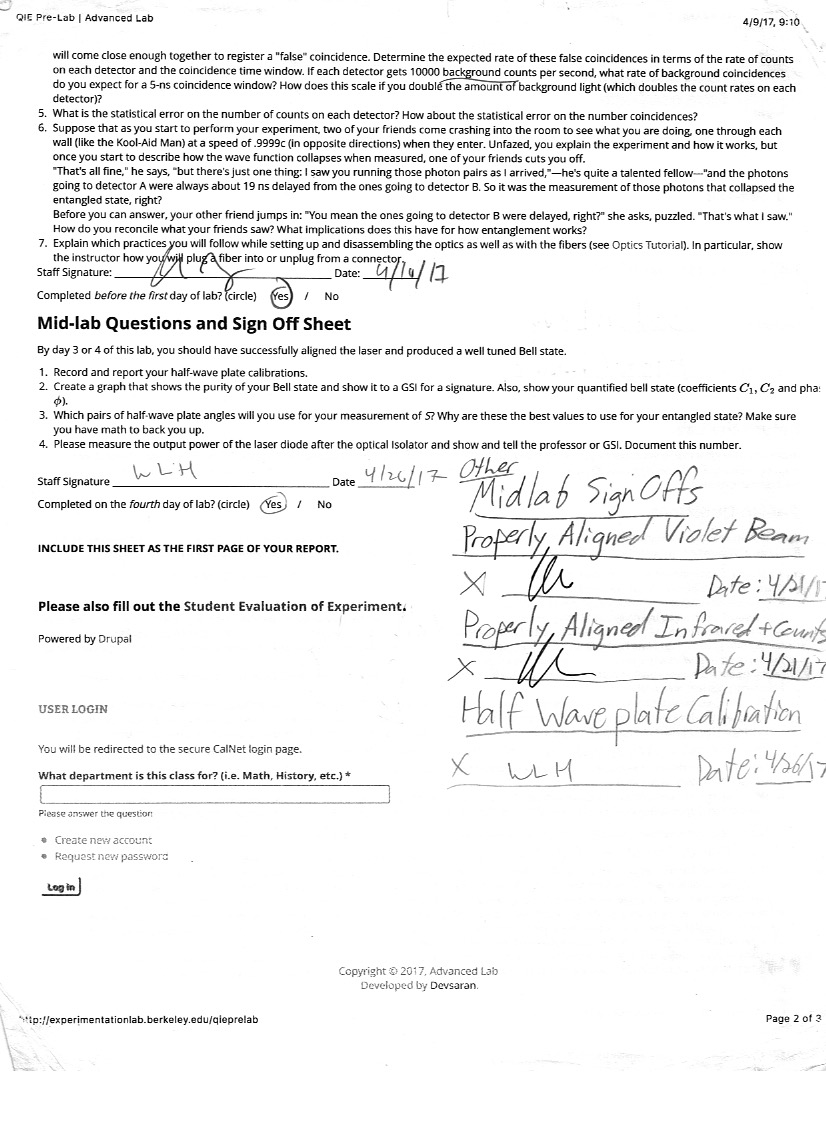 QIE Pre-Lab | Advanced Lab
4/9/17, 9:10
will come close enough together to register a "false" coincidence. Determine the expected rate of these false coincidences in terms of the rate of counts
on each detector and the coincidence time window. If each detector gets 10000 background counts per second, what rate of background coincidences
do you expect for a 5-ns coincidence window? How does this scale if you double the amount of background light (which doubles the count rates on each
detector)?
5. What is the statistical error on the number of counts on each detector? How about the statistical error on the number coincidences?
6. Suppose that as you start to perform your experiment, two of your friends come crashing into the room to see what you are doing, one through each
wall (like the Kool-Aid Man) at a speed of .9999c (in opposite directions) when they enter. Unfazed, you explain the experiment and how it works, but
once you start to describe how the wave function collapses when measured, one of your friends cuts you off.
"That's all fine," he says, "but there's just one thing: I saw you running those photon pairs as I arrived,"—he's quite a talented fellow—"and the photons
going to detector A were always about 19 ns delayed from the ones going to detector B. So it was the measurement of those photons that collapsed the
entangled state, right?
Before you can answer, your other friend jumps in: "You mean the ones going to detector B were delayed, right?" she asks, puzzled. "That's what I saw."
How do you reconcile what your friends saw? What implications does this have for how entanglement works?
7. Explain which practices you will follow while setting up and disassembling the optics as well as with the fibers (see Optics Tutorial). In particular, show
the instructor how you will plug a fiber into or unplug from a connector.
Staff Signature: Date: 4/14/17
Completed before the first day of lab? (circle) Yes / No
Mid-lab Questions and Sign Off Sheet
By day 3 or 4 of this lab, you should have successfully aligned the laser and produced a well tuned Bell state.
1. Record and report your half-wave plate calibrations.
2. Create a graph that shows the purity of your Bell state and show it to a GSI for a signature. Also, show your quantified bell state (coefficients C₁, C₂ and pha
ϕ).
3. Which pairs of half-wave plate angles will you use for your measurement of S? Why are these the best values to use for your entangled state? Make sure
you have math to back you up.
4. Please measure the output power of the laser diode after the optical Isolator and show and tell the professor or GSI. Document this number.
Staff Signature WLH Date 4/26/17
Completed on the fourth day of lab? (circle) Yes / No
Other
Midlab Sign Offs
Properly Aligned Violet Beam
X Date: 4/21/17
Properly Aligned Infrared + Counts
X Date: 4/21/17
Half Wave plate Calibration
X WLH Date: 4/26/17
INCLUDE THIS SHEET AS THE FIRST PAGE OF YOUR REPORT.
Please also fill out the Student Evaluation of Experiment.
Powered by Drupal
USER LOGIN
You will be redirected to the secure CalNet login page.
What department is this class for? (i.e. Math, History, etc.) *
Please answer the question
• Create new account
• Request new password
Log in
Copyright © 2017, Advanced Lab
Developed by Devsaran.
http://experimentationlab.berkeley.edu/qieprelab
Page 2 of 3